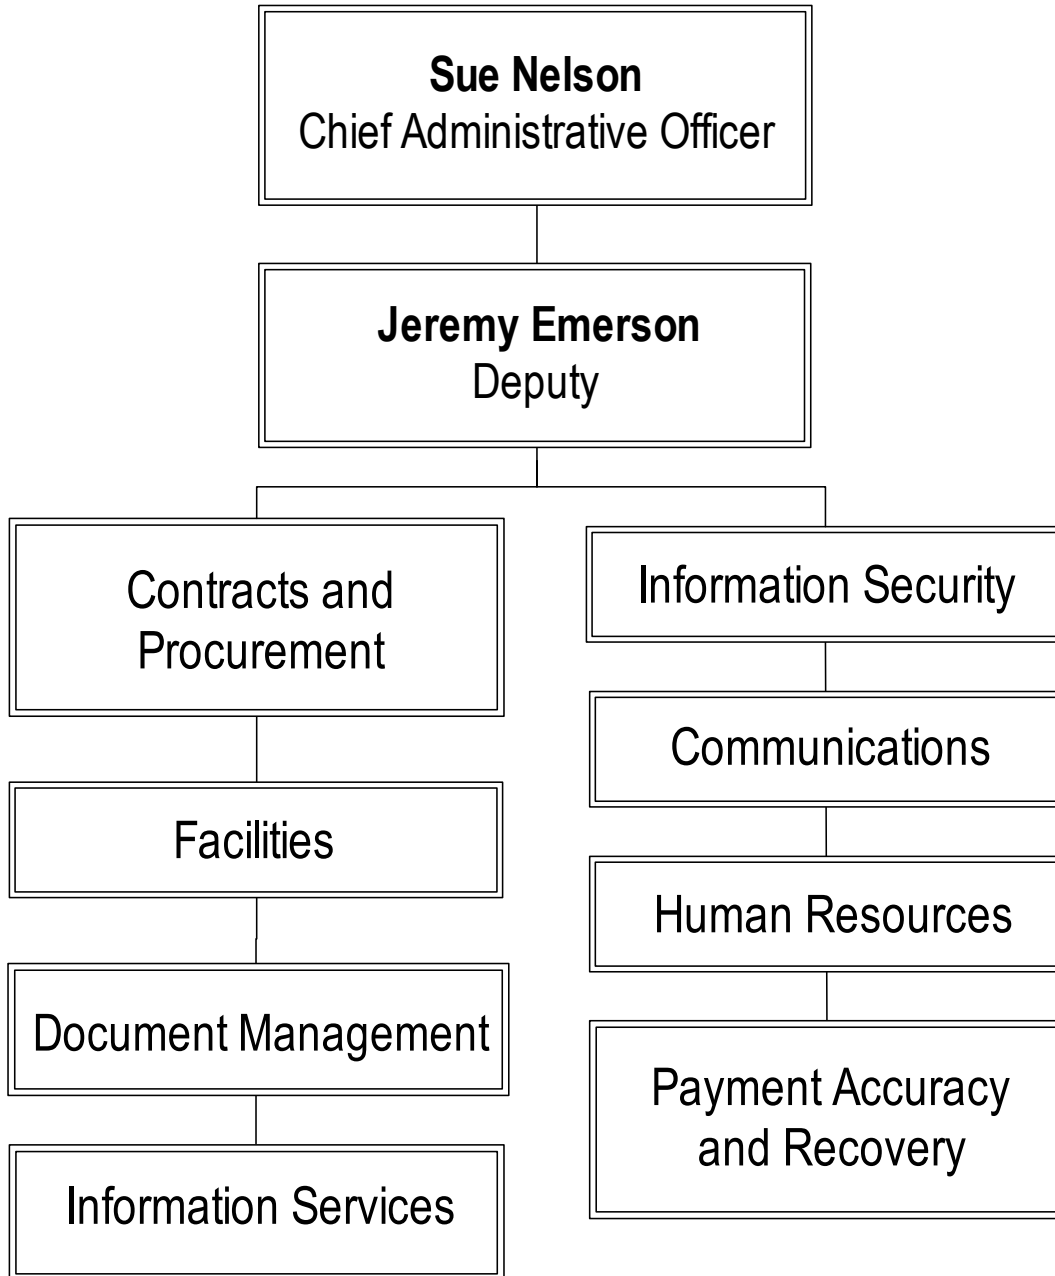 Sue Nelson
Chief Administrative Officer
Jeremy Emerson
Deputy
Contracts and
Procurement
Facilities
Document Management
Information Services
Information Security
Communications
Human Resources
Payment Accuracy
and Recovery